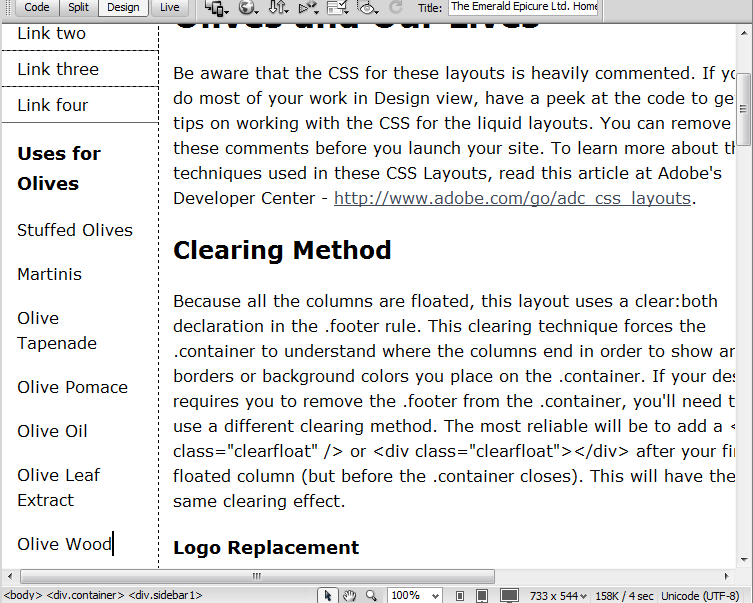 Code Split Design Live Title: The Emerald Epicure Ltd. Home
Olives and Our Lives
Link two
Link three
Link four
Uses for
Olives
Stuffed Olives
Martinis
Olive
Tapenade
Olive Pomace
Olive Oil
Olive Leaf
Extract
Olive Wood
Be aware that the CSS for these layouts is heavily commented. If yo
do most of your work in Design view, have a peek at the code to ge
tips on working with the CSS for the liquid layouts. You can remove
these comments before you launch your site. To learn more about th
techniques used in these CSS Layouts, read this article at Adobe's
Developer Center - http://www.adobe.com/go/adc_css_layouts.
Clearing Method
Because all the columns are floated, this layout uses a clear:both
declaration in the .footer rule. This clearing technique forces the
.container to understand where the columns end in order to show an
borders or background colors you place on the .container. If your des
requires you to remove the .footer from the .container, you'll need t
use a different clearing method. The most reliable will be to add a <
class="clearfloat" /> or <div class="clearfloat"></div> after your fin
floated column (but before the .container closes). This will have the
same clearing effect.
Logo Replacement
<body> <div.container> <div.sidebar1> 100% 733 x 544 158K / 4 sec Unicode (UTF-8)